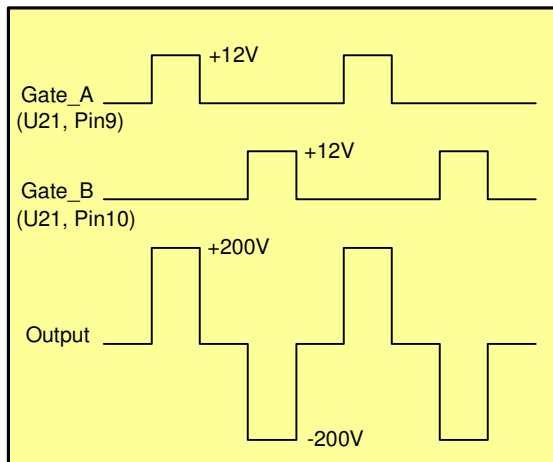 +12V
Gate_A
(U21, Pin9)
+12V
Gate_B
(U21, Pin10)
+200V
Output
-200V